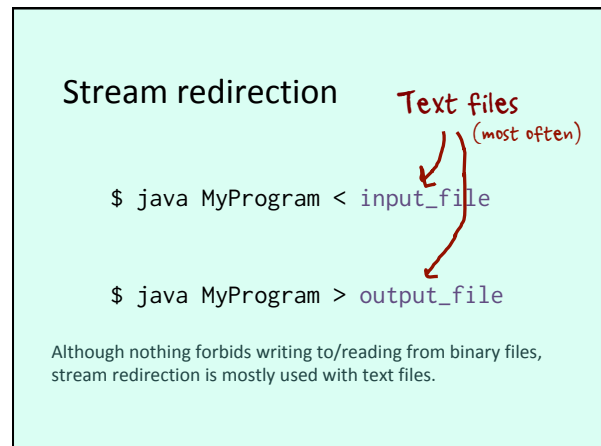 Stream redirection
Text files
(most often)
$ java MyProgram < input_file
$ java MyProgram > output_file
Although nothing forbids writing to/reading from binary files,
stream redirection is mostly used with text files.